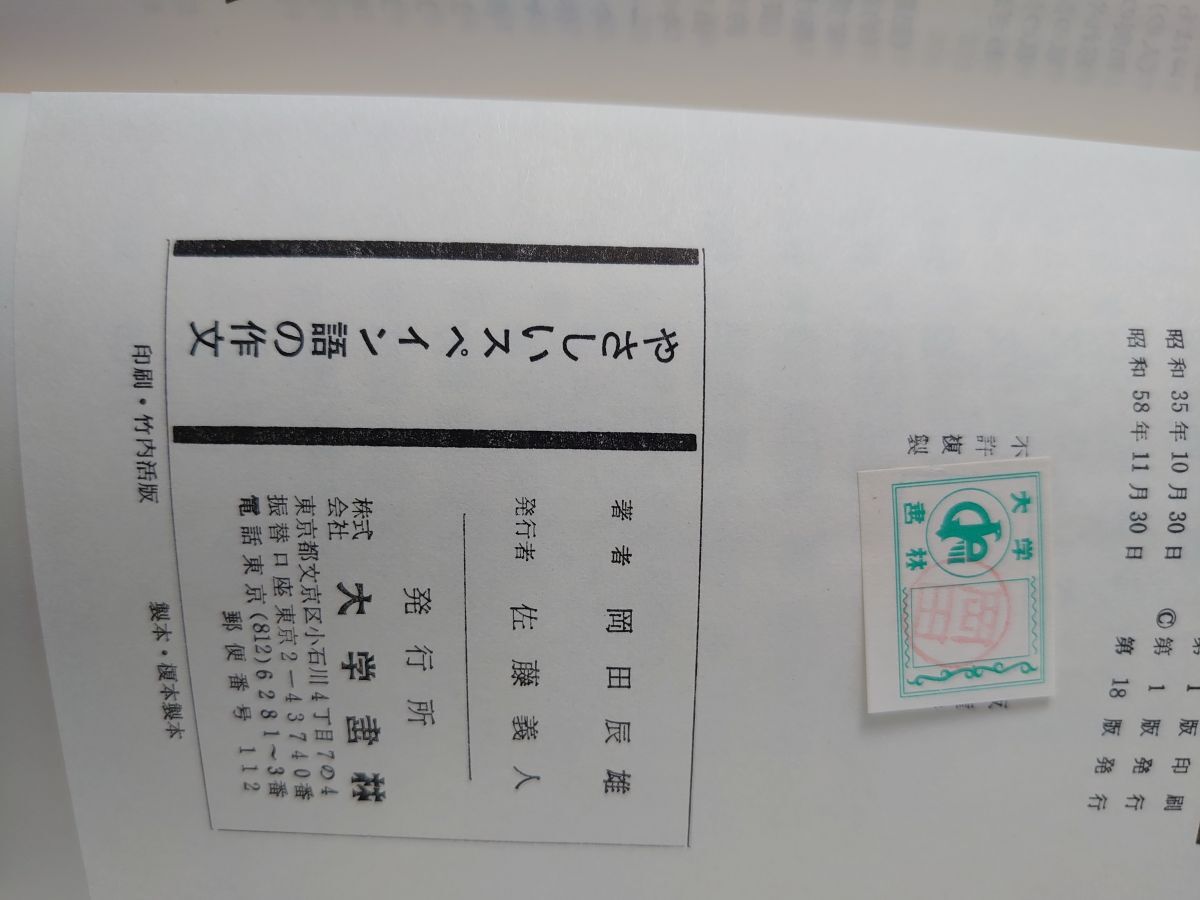 昭和35年10月30日 ©第1版発行
昭和58年11月30日 第18版発行
不許複製
大学書林
岡田
やさしいスペイン語の作文
著者 岡田辰雄
発行者 佐藤義人
発行所
株式会社 大学書林
東京都文京区小石川4丁目7の4
振替口座東京2-43740番
電話東京(812)6281〜3番
郵便番号 112
印刷・竹内活版 製本・榎本製本